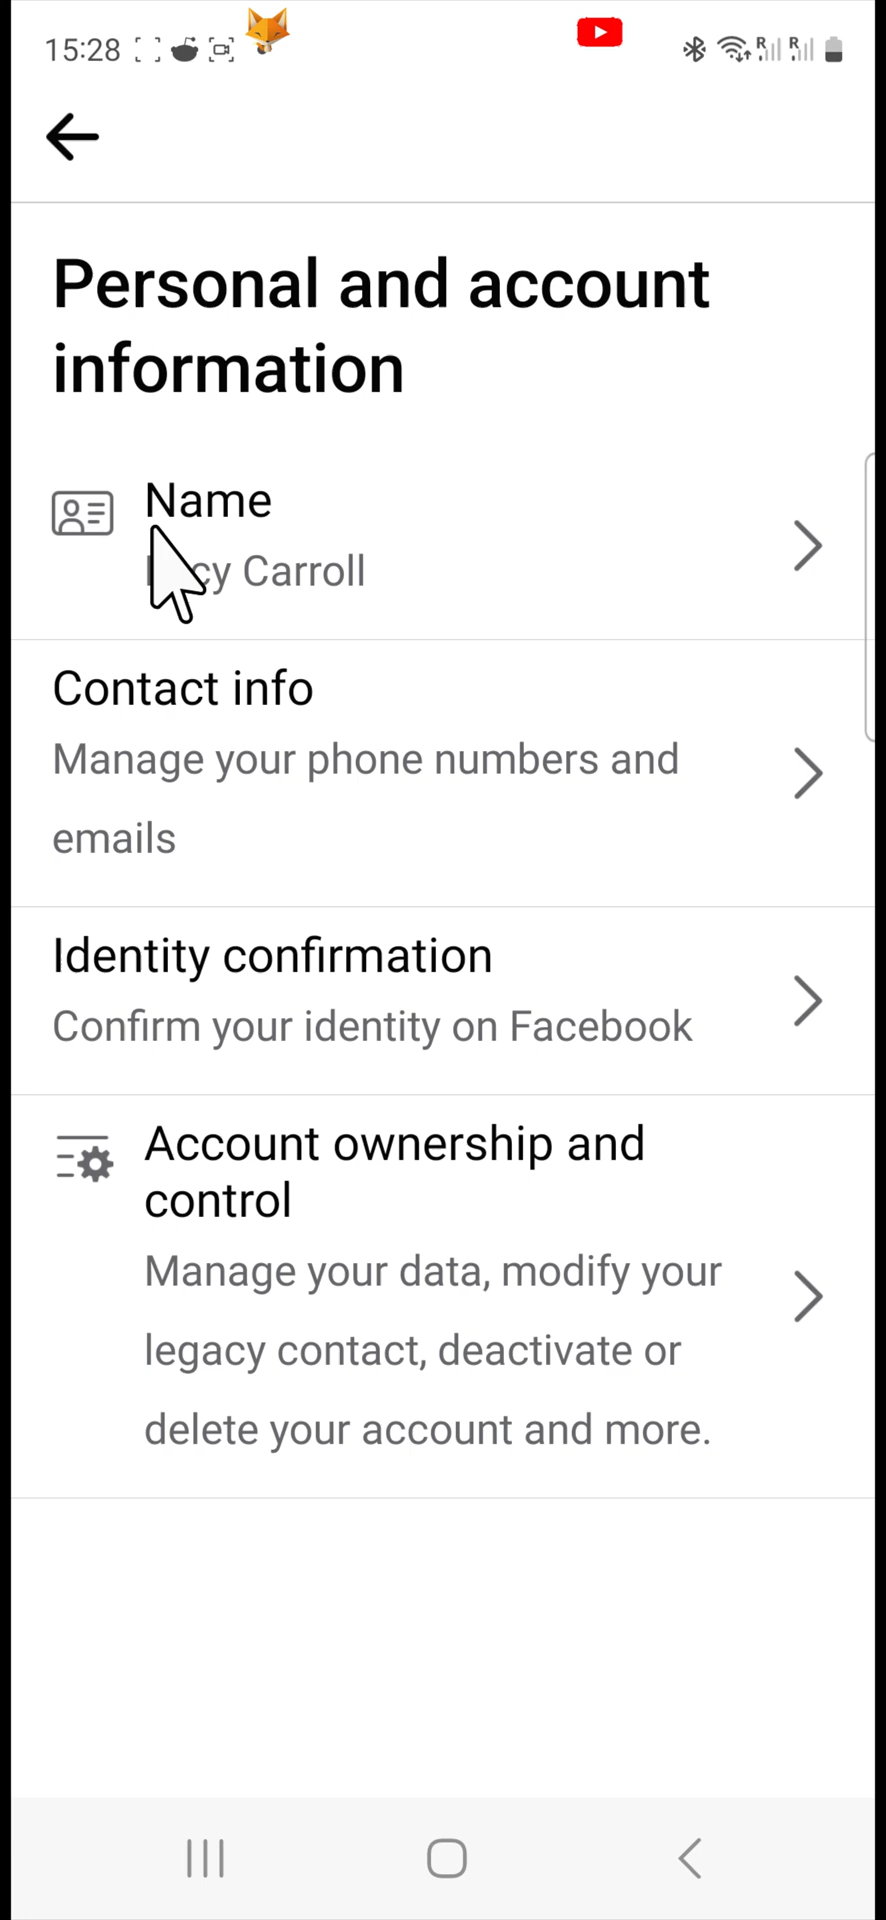 15:28
R R
Personal and account
information
Name
Carroll
Contact info
Manage your phone numbers and
emails
Identity confirmation
Confirm your identity on Facebook
Account ownership and
control
Manage your data, modify your
legacy contact, deactivate or
delete your account and more.